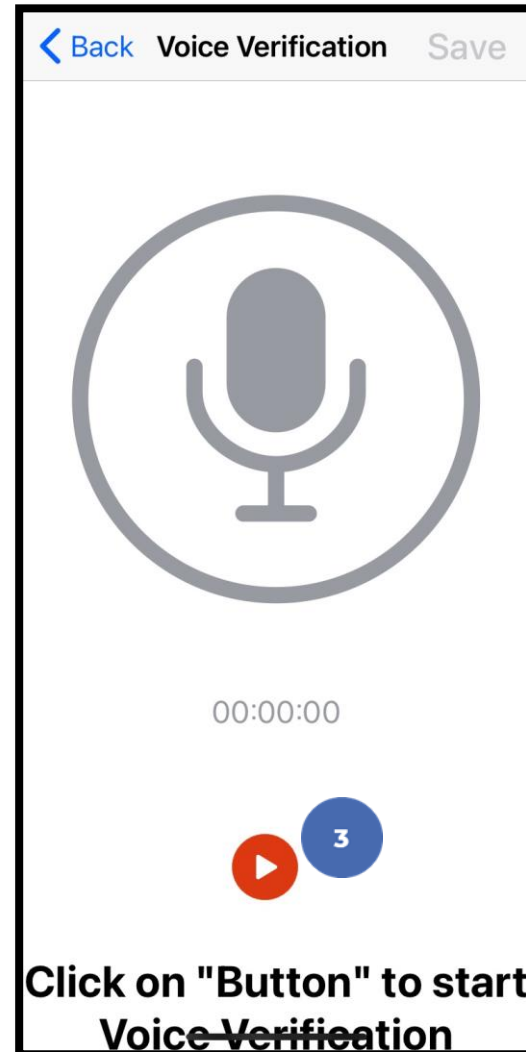 Back Voice Verification Save
00:00:00
3
Click on "Button" to start
Voice Verification